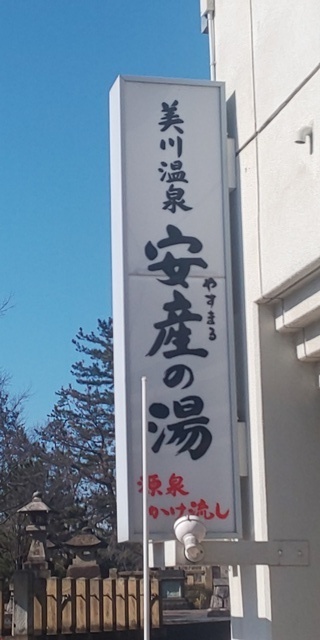 美川温泉
安産の湯
やすまる
源泉
かけ流し